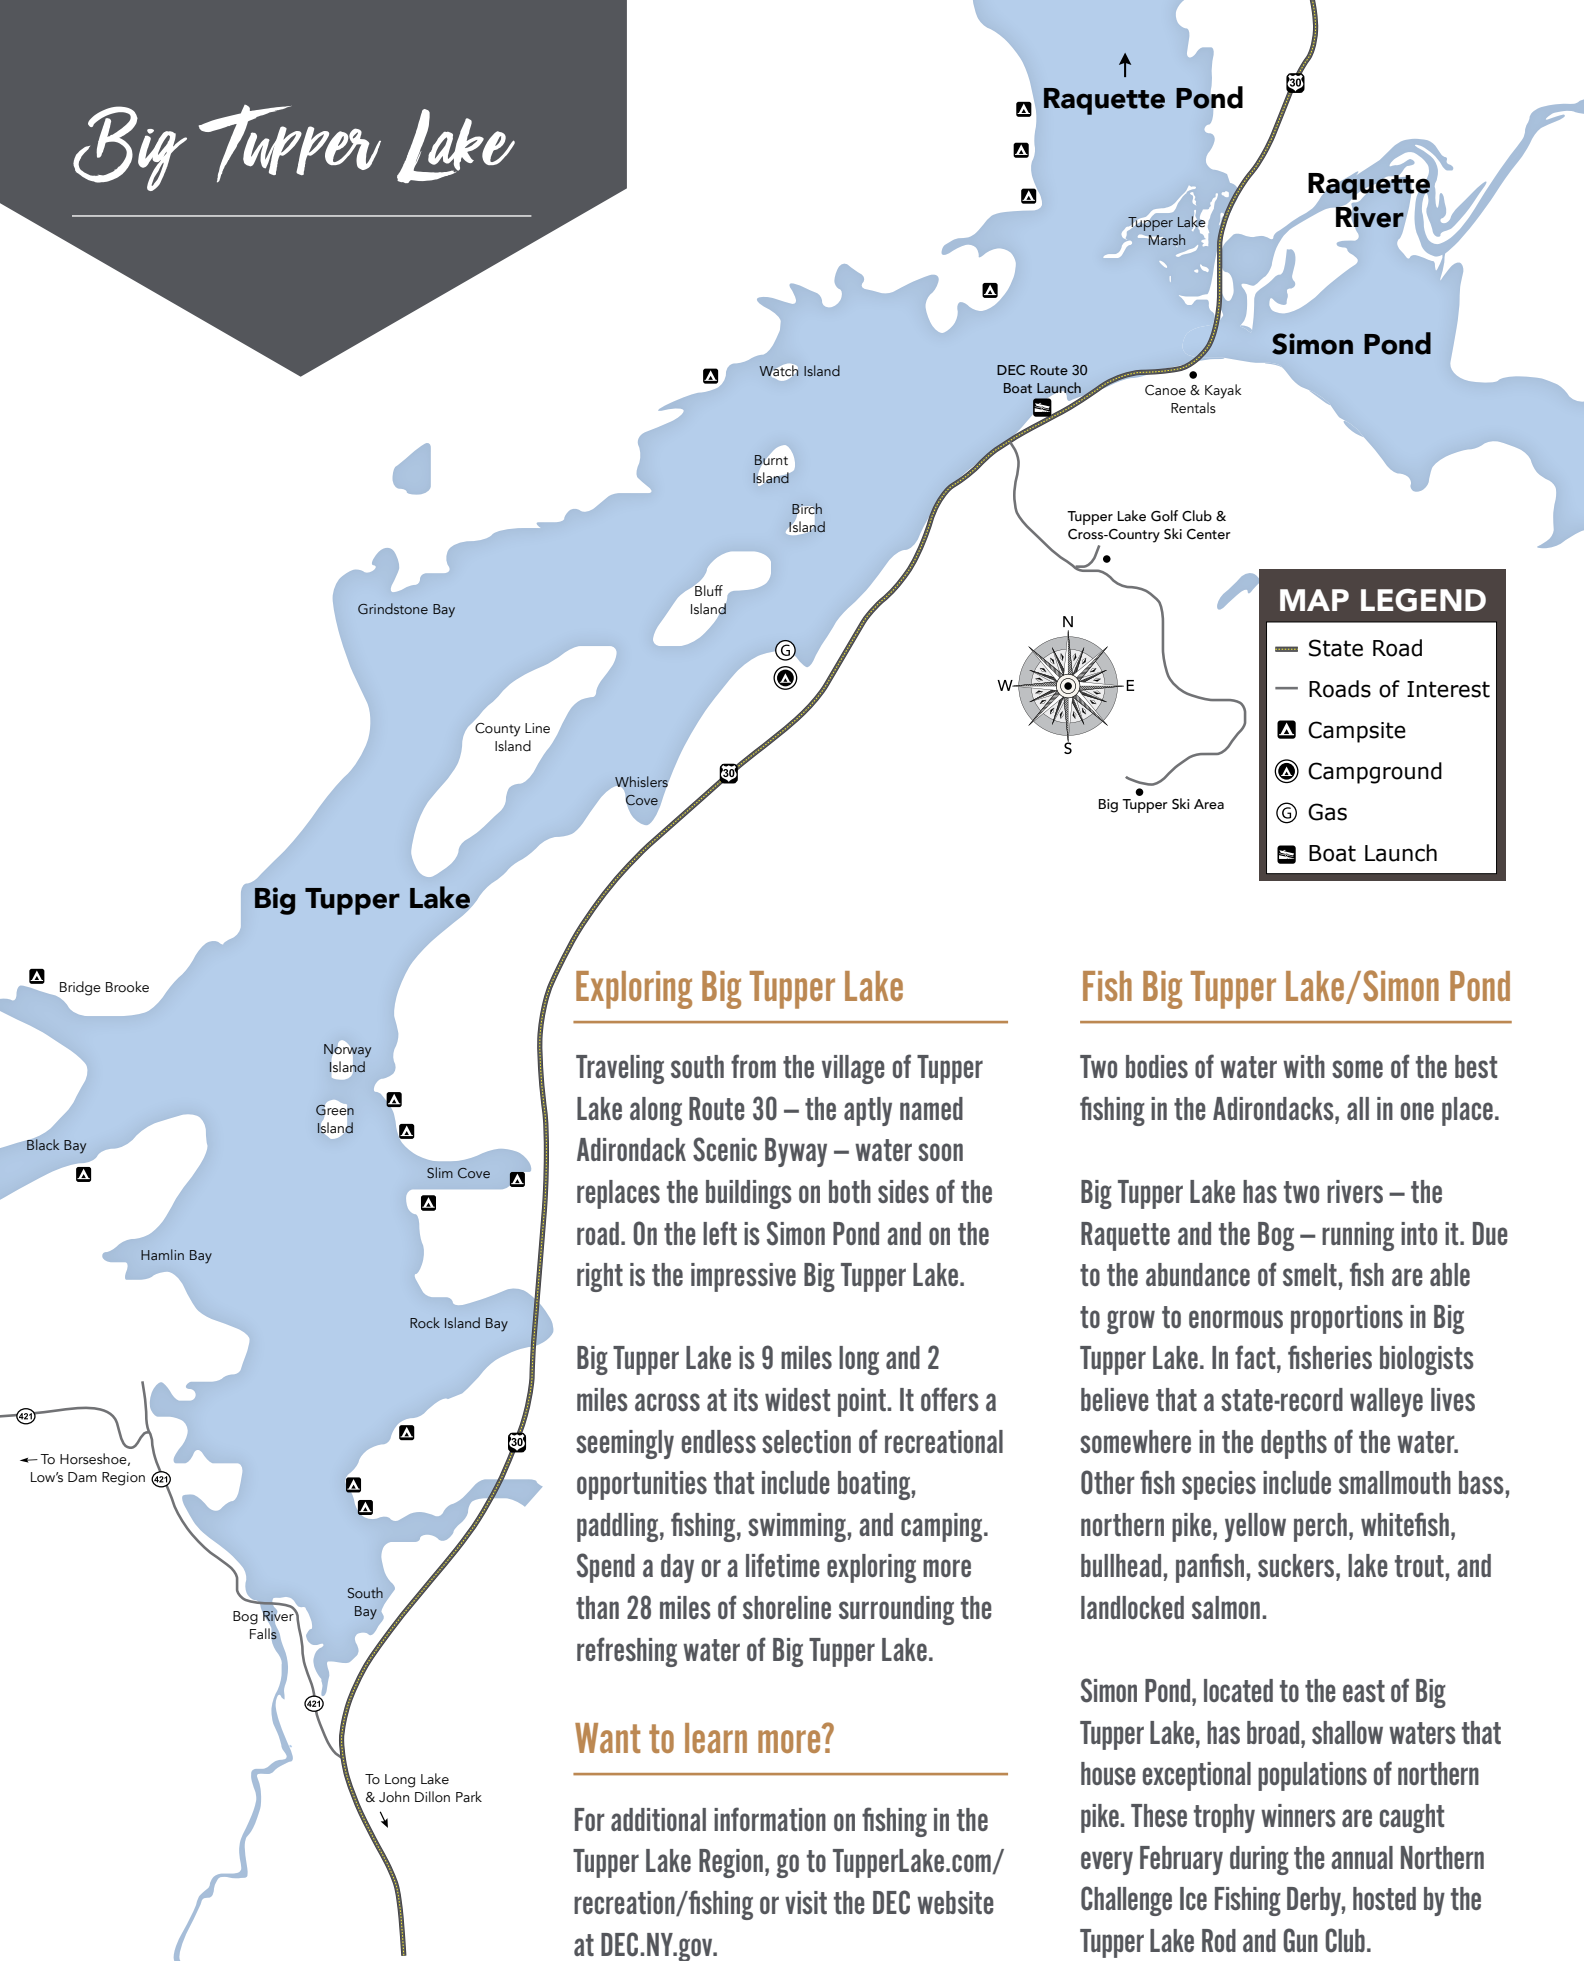 Big Tupper Lake
Raquette Pond
30
Raquette
River
Tupper Lake
Marsh
Simon Pond
DEC Route 30
Boat Launch
Canoe & Kayak
Rentals
Watch Island
Burnt
Island
Birch
Island
Tupper Lake Golf Club &
Cross-Country Ski Center
Bluff
Island
Grindstone Bay
G
N
W
E
S
County Line
Island
Whislers
Cove
30
Big Tupper Ski Area
MAP LEGEND
State Road
Roads of Interest
Campsite
Campground
G Gas
Boat Launch
Big Tupper Lake
Bridge Brooke
Norway
Island
Green
Island
Black Bay
Slim Cove
Hamlin Bay
Rock Island Bay
421
30
To Horseshoe,
Low's Dam Region
421
South
Bay
Bog River
Falls
421
To Long Lake
& John Dillon Park
Exploring Big Tupper Lake
Traveling south from the village of Tupper
Lake along Route 30 – the aptly named
Adirondack Scenic Byway – water soon
replaces the buildings on both sides of the
road. On the left is Simon Pond and on the
right is the impressive Big Tupper Lake.
Big Tupper Lake is 9 miles long and 2
miles across at its widest point. It offers a
seemingly endless selection of recreational
opportunities that include boating,
paddling, fishing, swimming, and camping.
Spend a day or a lifetime exploring more
than 28 miles of shoreline surrounding the
refreshing water of Big Tupper Lake.
Want to learn more?
For additional information on fishing in the
Tupper Lake Region, go to TupperLake.com/
recreation/fishing or visit the DEC website
at DEC.NY.gov.
Fish Big Tupper Lake/Simon Pond
Two bodies of water with some of the best
fishing in the Adirondacks, all in one place.
Big Tupper Lake has two rivers – the
Raquette and the Bog – running into it. Due
to the abundance of smelt, fish are able
to grow to enormous proportions in Big
Tupper Lake. In fact, fisheries biologists
believe that a state-record walleye lives
somewhere in the depths of the water.
Other fish species include smallmouth bass,
northern pike, yellow perch, whitefish,
bullhead, panfish, suckers, lake trout, and
landlocked salmon.
Simon Pond, located to the east of Big
Tupper Lake, has broad, shallow waters that
house exceptional populations of northern
pike. These trophy winners are caught
every February during the annual Northern
Challenge Ice Fishing Derby, hosted by the
Tupper Lake Rod and Gun Club.